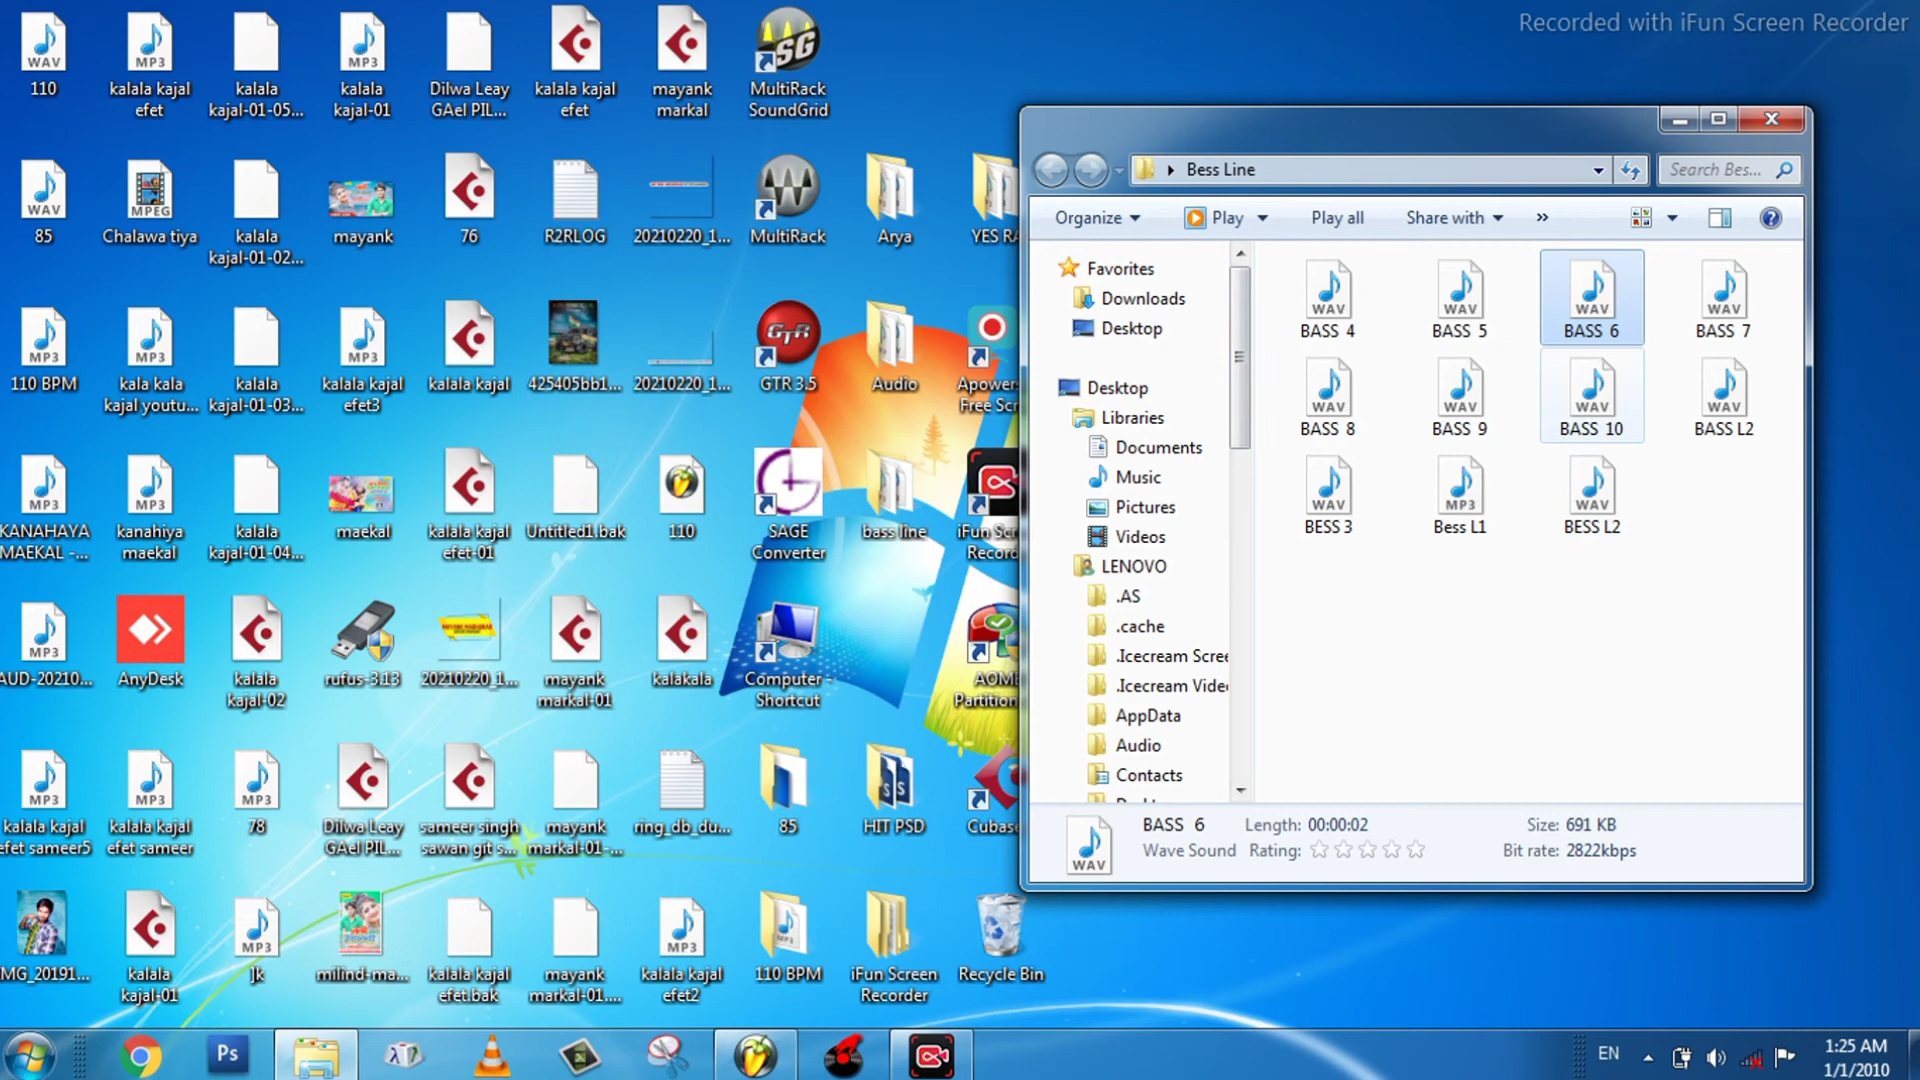 Recorded with iFun Screen Recorder
WAV
110
MP3
kalala kajal
efet
kalala
kajal-01-05...
MP3
kalala
kajal-01
Dilwa Leay
GAel PIL...
kalala kajal
efet
mayank
markal
SG
MultiRack
SoundGrid
WAV
85
MPEG
Chalawa tiya
kalala
kajal-01-02...
mayank
76
R2RLOG
20210220_1...
MultiRack
Arya
YES RA
MP3
110 BPM
MP3
kala kala
kajal youtu...
kalala
kajal-01-03...
MP3
kalala kajal
efet3
kalala kajal
425405bb1...
20210220_1...
GTR
GTR 3.5
Audio
Apowers
Free Scr
MP3
KANAHAYA
MAEKAL -...
MP3
kanahiya
maekal
kalala
kajal-01-04...
maekal
kalala kajal
efet-01
Untitled1.bak
110
SAGE
Converter
bass line
iFun Scr
Record
MP3
AUD-20210...
AnyDesk
kalala
kajal-02
rufus-3.13
20210220_1...
mayank
markal-01
kalakala
Computer -
Shortcut
AOME
Partition
MP3
kalala kajal
efet sameer5
MP3
kalala kajal
efet sameer
MP3
78
Dilwa Leay
GAel PIL...
sameer singh
sawan git s...
mayank
markal-01-...
ring_db_du...
85
HIT PSD
Cubase
MG_20191...
kalala
kajal-01
MP3
jk
milind-ma...
kalala kajal
efet.bak
mayank
markal-01....
MP3
kalala kajal
efet2
MP3
110 BPM
iFun Screen
Recorder
Recycle Bin
Bess Line
Search Bes...
Organize
Play
Play all
Share with
»
Favorites
Downloads
Desktop
Desktop
Libraries
Documents
Music
Pictures
Videos
LENOVO
.AS
.cache
.Icecream Scree
.Icecream Vide
AppData
Audio
Contacts
WAV
BASS 4
WAV
BASS 5
WAV
BASS 6
WAV
BASS 7
WAV
BASS 8
WAV
BASS 9
WAV
BASS 10
WAV
BASS L2
WAV
BESS 3
MP3
Bess L1
WAV
BESS L2
WAV
BASS 6
Length: 00:00:02
Size: 691 KB
Wave Sound
Rating:
Bit rate: 2822kbps
Ps
EN
1:25 AM
1/1/2010